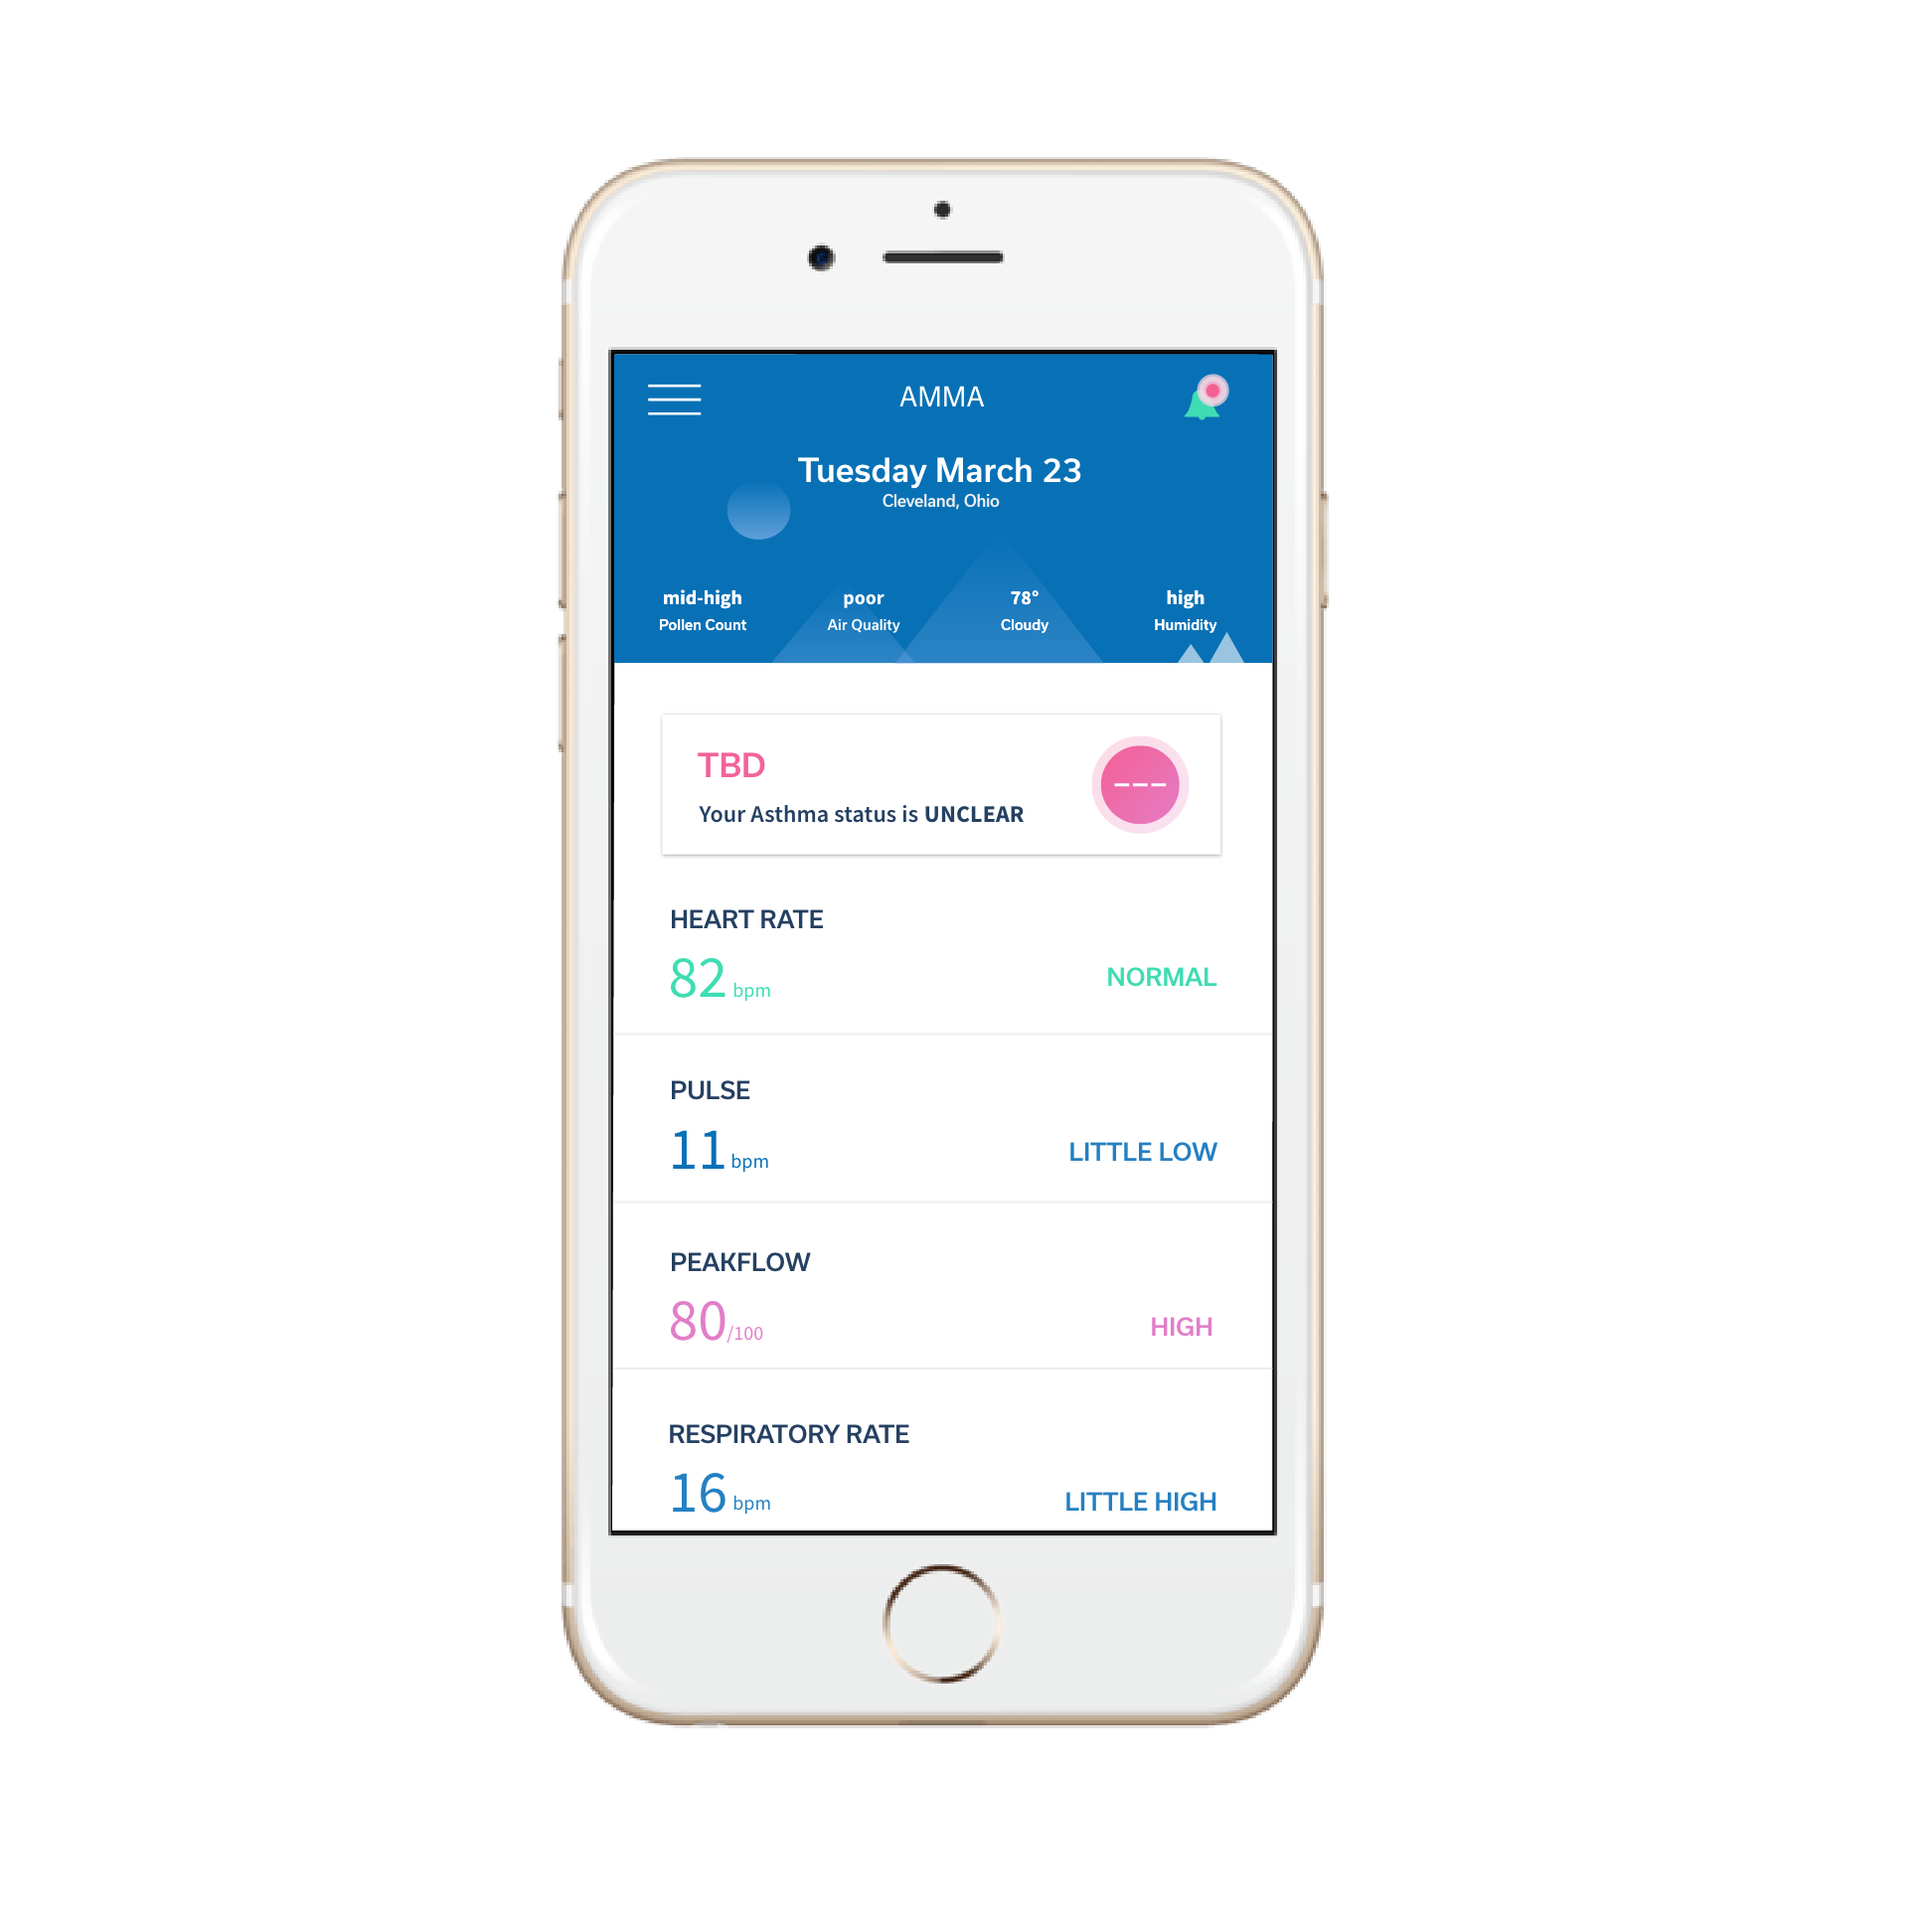 AMMA
Tuesday March 23
Cleveland, Ohio
mid-high poor 78° high
Pollen Count Air Quality Cloudy Humidity
TBD
Your Asthma status is UNCLEAR
HEART RATE
82 bpm NORMAL
PULSE
11 bpm LITTLE LOW
PEAKFLOW
80/100 HIGH
RESPIRATORY RATE
16 bpm LITTLE HIGH